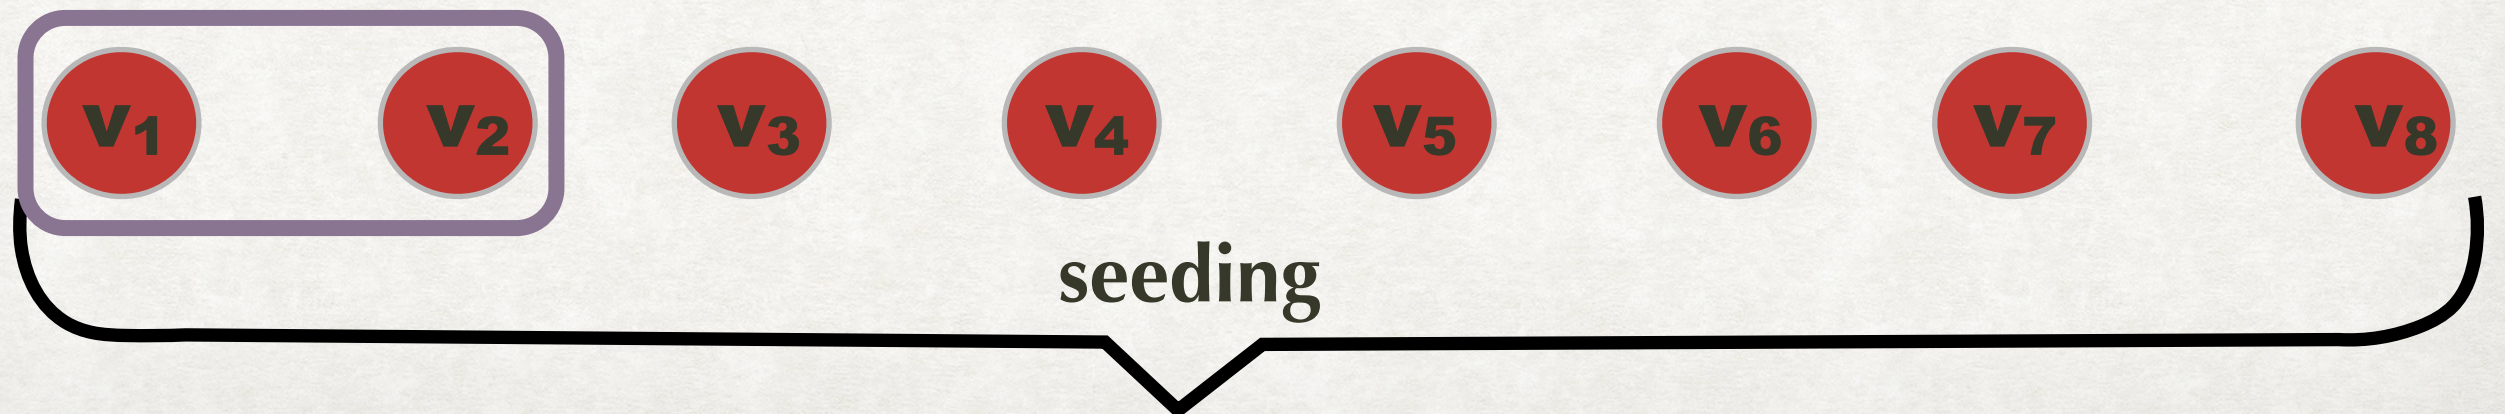 v₁ v₂ v₃ v₄ v₅ v₆ v₇ v₈
seeding